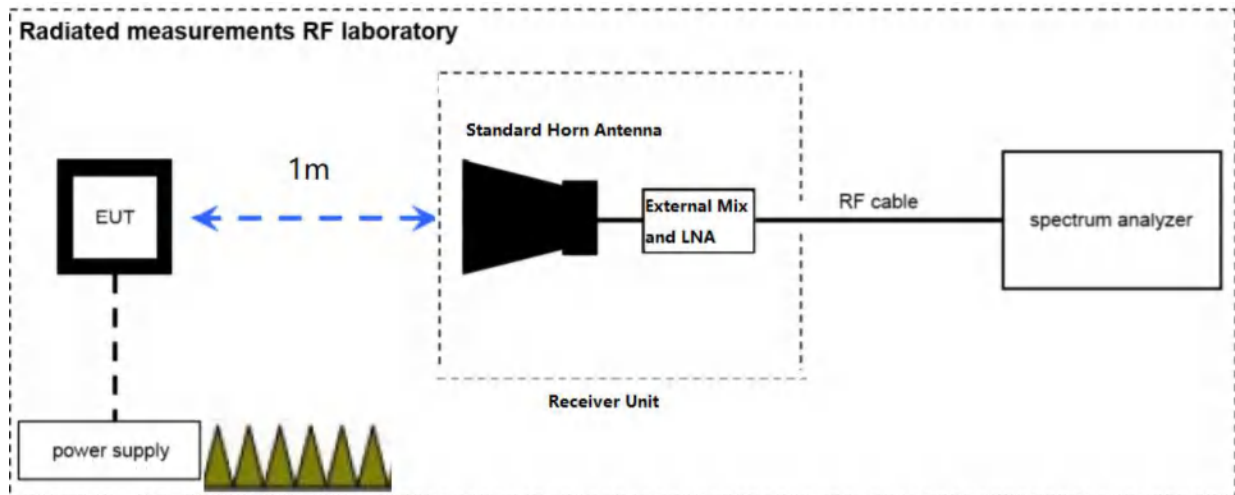 Radiated measurements RF laboratory
Standard Horn Antenna
1m
EUT
External Mix
and LNA
RF cable
spectrum analyzer
Receiver Unit
power supply